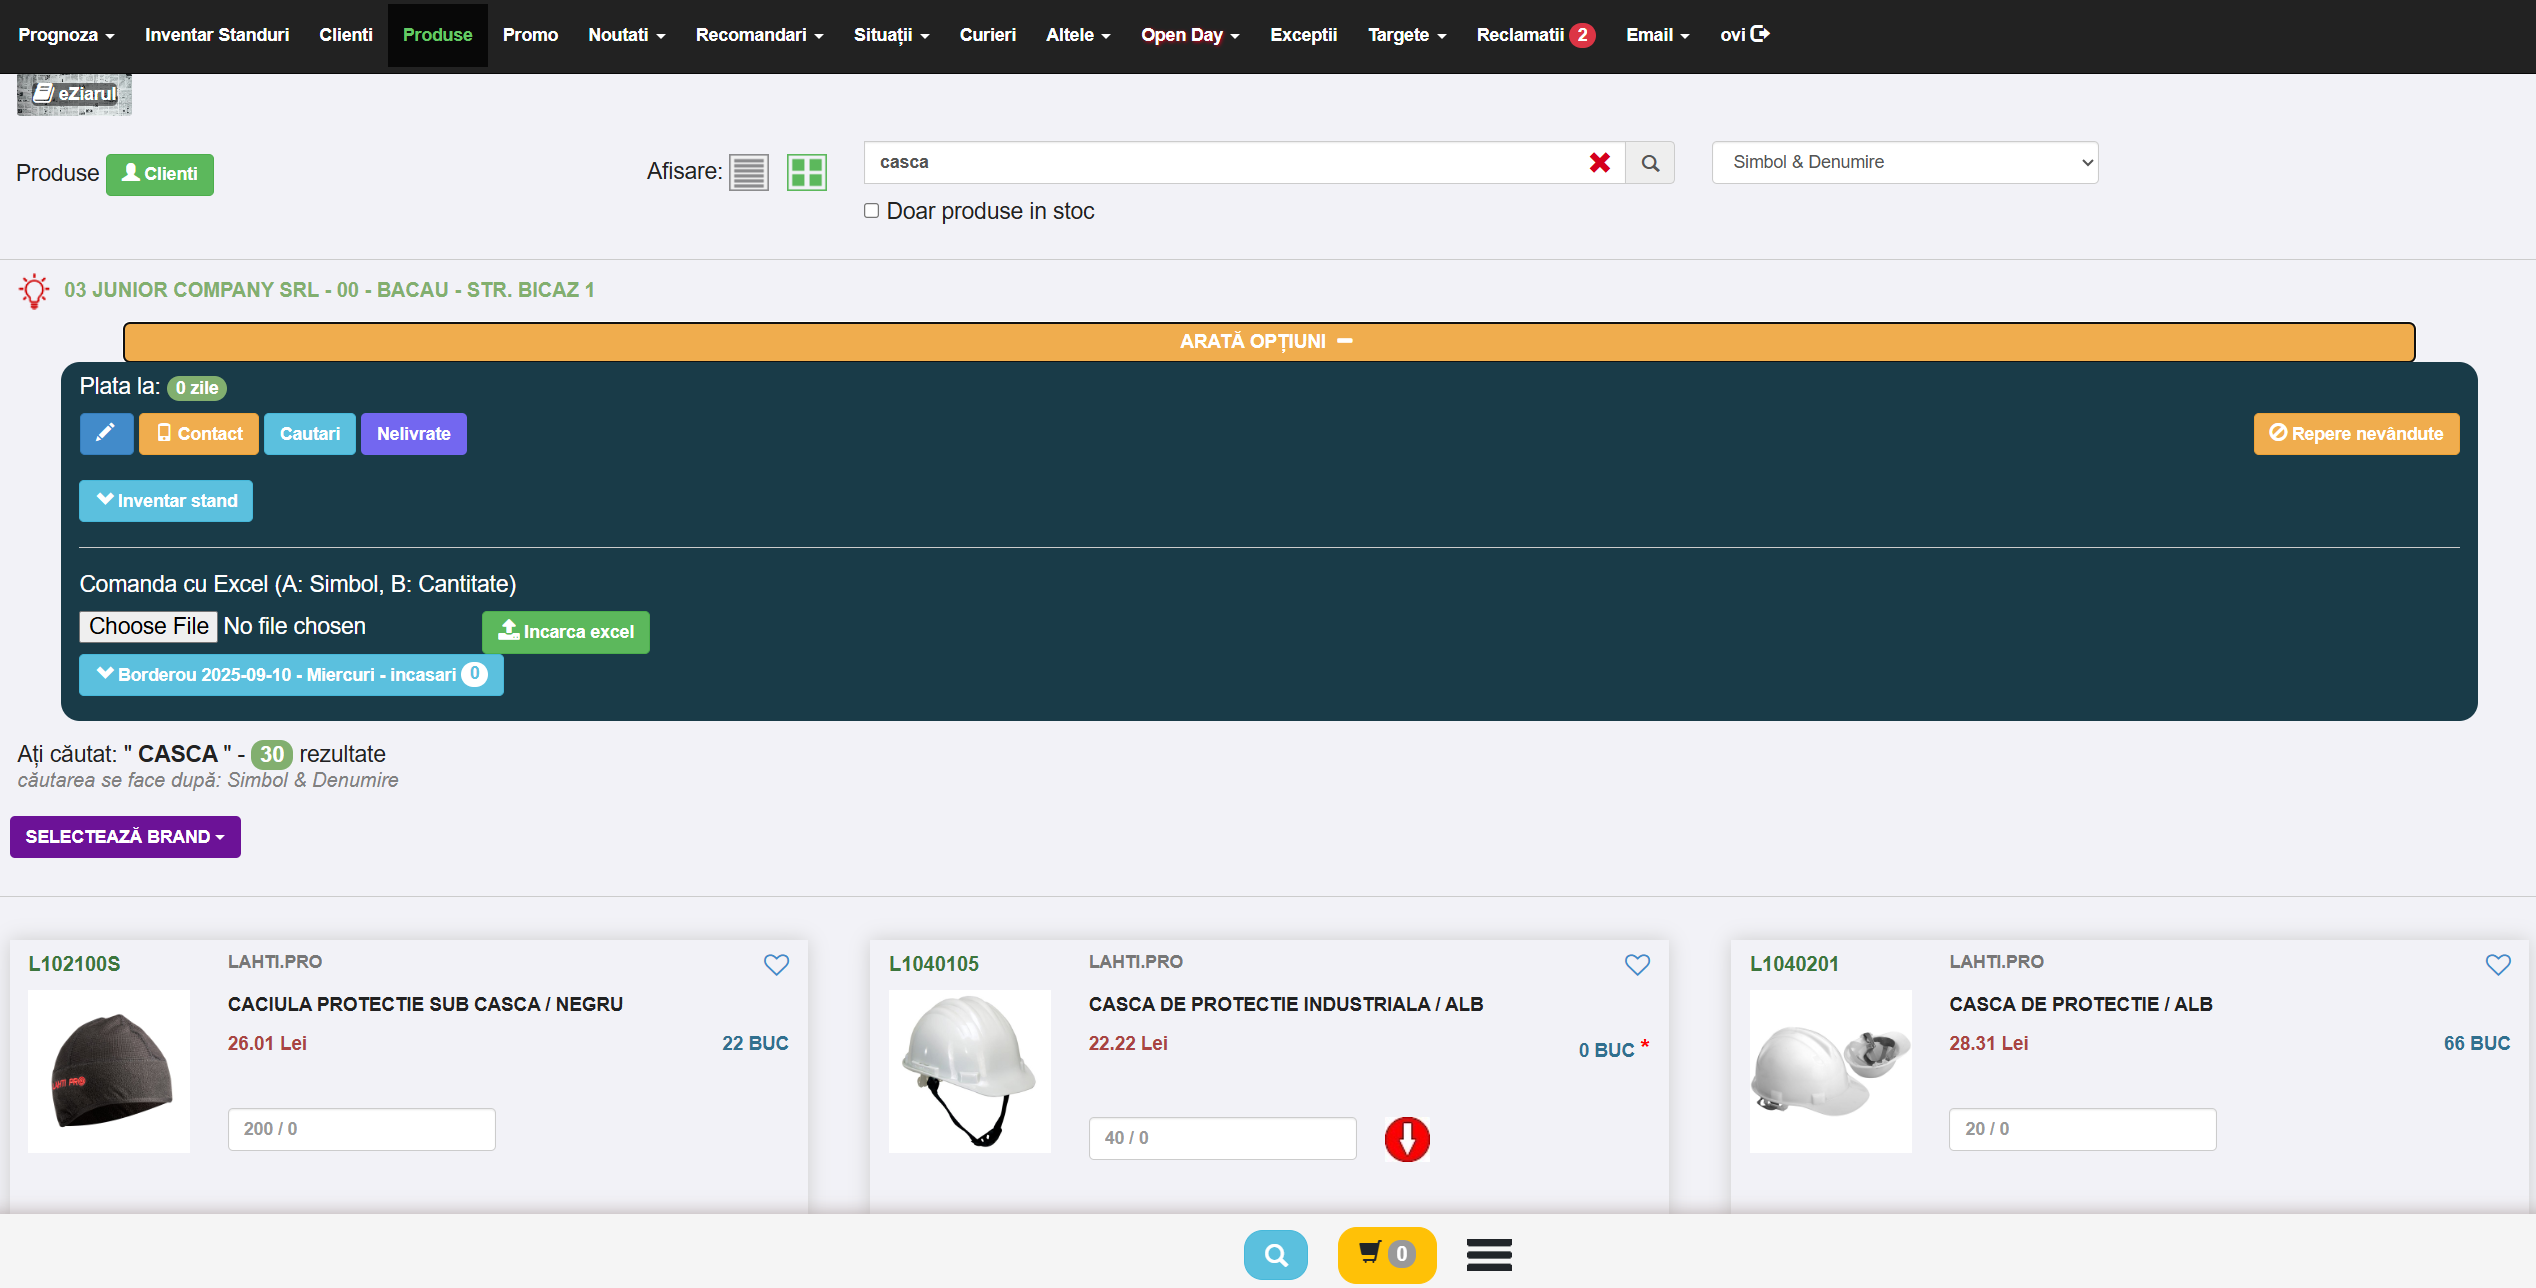 Prognoza Inventar Standuri Clienti Produse Promo Noutati Recomandari Situații Curieri Altele Open Day Exceptii Targete Reclamatii 2 Email ovi
eZiarul
Produse Clienti Afisare: casca Simbol & Denumire
Doar produse in stoc
03 JUNIOR COMPANY SRL - 00 - BACAU - STR. BICAZ 1
ARATĂ OPȚIUNI
Plata la: 0 zile
Contact Cautari Nelivrate Repere nevândute
Inventar stand
Comanda cu Excel (A: Simbol, B: Cantitate)
Choose File No file chosen Incarca excel
Borderou 2025-09-10 - Miercuri - incasari 0
Ați căutat: " CASCA " - 30 rezultate
căutarea se face după: Simbol & Denumire
SELECTEAZĂ BRAND
L102100S LAHTI.PRO
CACIULA PROTECTIE SUB CASCA / NEGRU
26.01 Lei 22 BUC
LAHTI PRO
200 / 0
L1040105 LAHTI.PRO
CASCA DE PROTECTIE INDUSTRIALA / ALB
22.22 Lei 0 BUC *
40 / 0
L1040201 LAHTI.PRO
CASCA DE PROTECTIE / ALB
28.31 Lei 66 BUC
20 / 0
0